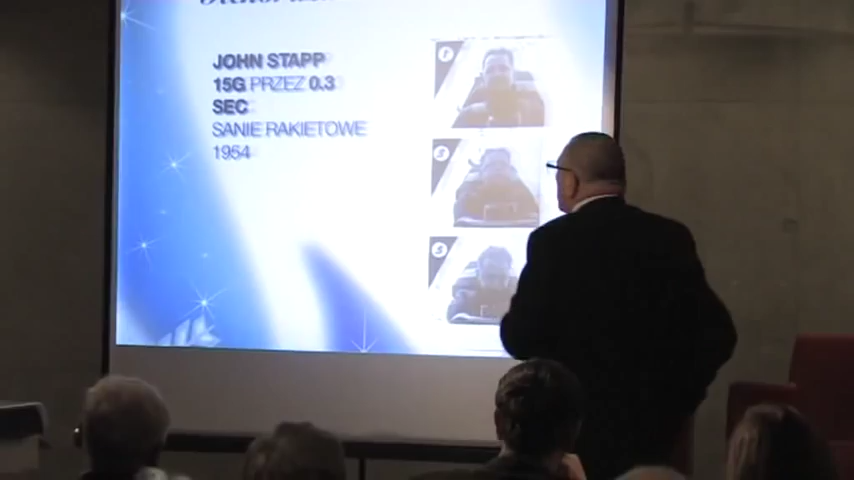 JOHN STAPP
15G PRZEZ 0.3
SEC
SANIE RAKIETOWE
1954